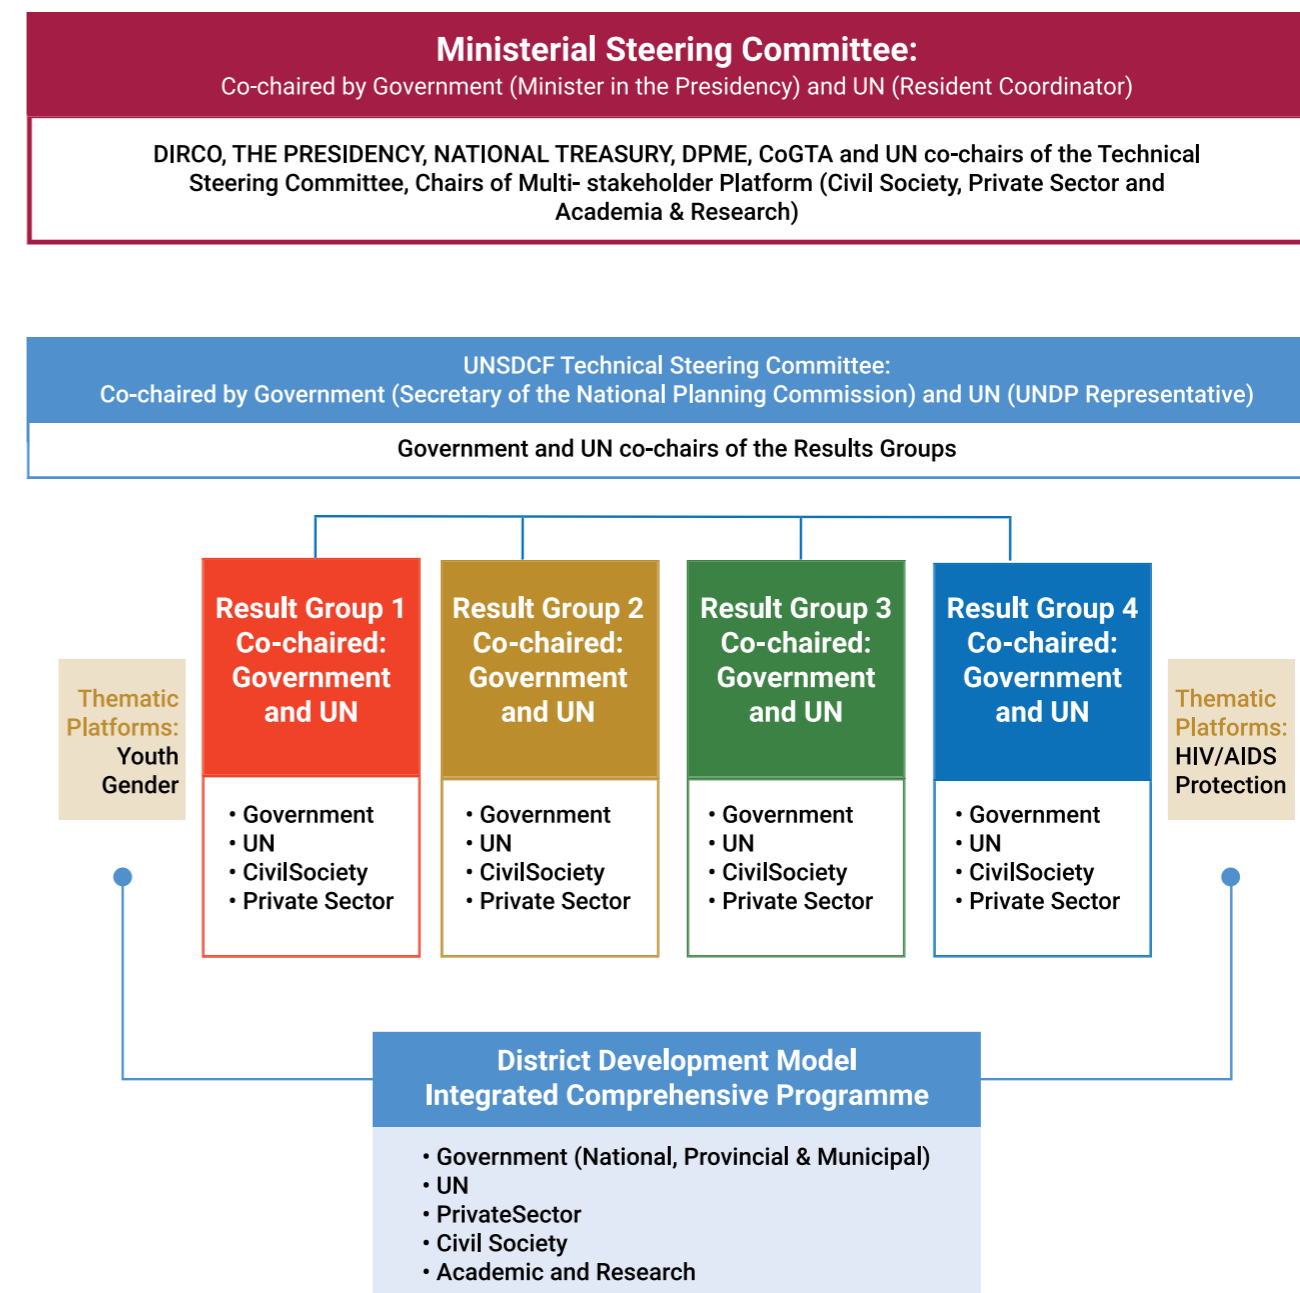 Ministerial Steering Committee:
Co-chaired by Government (Minister in the Presidency) and UN (Resident Coordinator)
DIRCO, THE PRESIDENCY, NATIONAL TREASURY, DPME, CoGTA and UN co-chairs of the Technical
Steering Committee, Chairs of Multi- stakeholder Platform (Civil Society, Private Sector and
Academia & Research)
UNSDCF Technical Steering Committee:
Co-chaired by Government (Secretary of the National Planning Commission) and UN (UNDP Representative)
Government and UN co-chairs of the Results Groups
Thematic
Platforms:
Youth
Gender
Result Group 1
Co-chaired:
Government
and UN
• Government
• UN
• CivilSociety
• Private Sector
Result Group 2
Co-chaired:
Government
and UN
• Government
• UN
• CivilSociety
• Private Sector
Result Group 3
Co-chaired:
Government
and UN
• Government
• UN
• CivilSociety
• Private Sector
Result Group 4
Co-chaired:
Government
and UN
• Government
• UN
• CivilSociety
• Private Sector
Thematic
Platforms:
HIV/AIDS
Protection
District Development Model
Integrated Comprehensive Programme
• Government (National, Provincial & Municipal)
• UN
• PrivateSector
• Civil Society
• Academic and Research